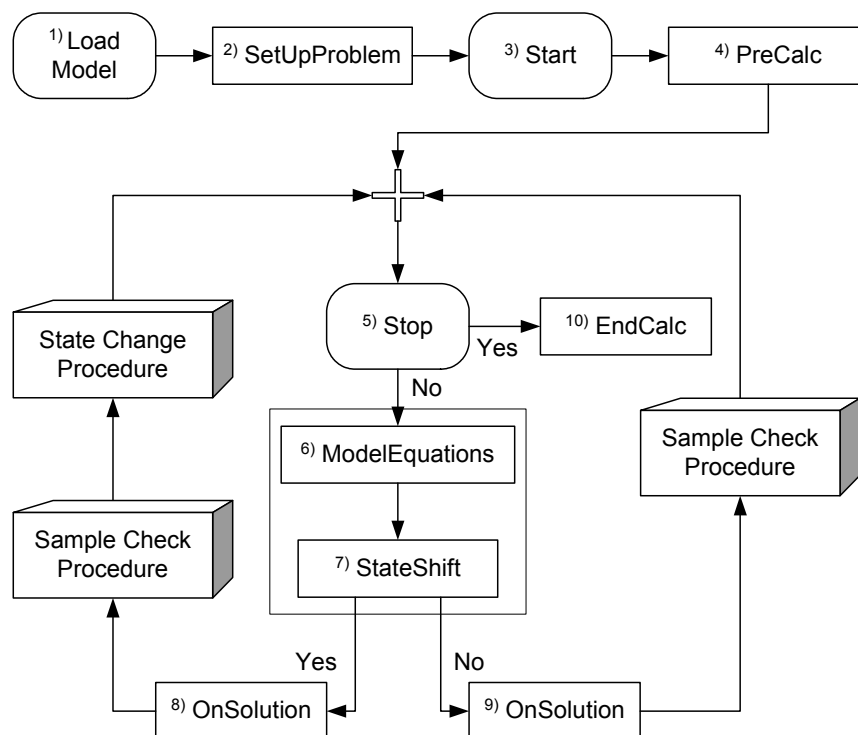 1) Load
Model
2) SetUpProblem
3) Start
4) PreCalc
5) Stop
Yes
10) EndCalc
No
State Change
Procedure
6) ModelEquations
Sample Check
Procedure
Sample Check
Procedure
7) StateShift
Yes
No
8) OnSolution
9) OnSolution